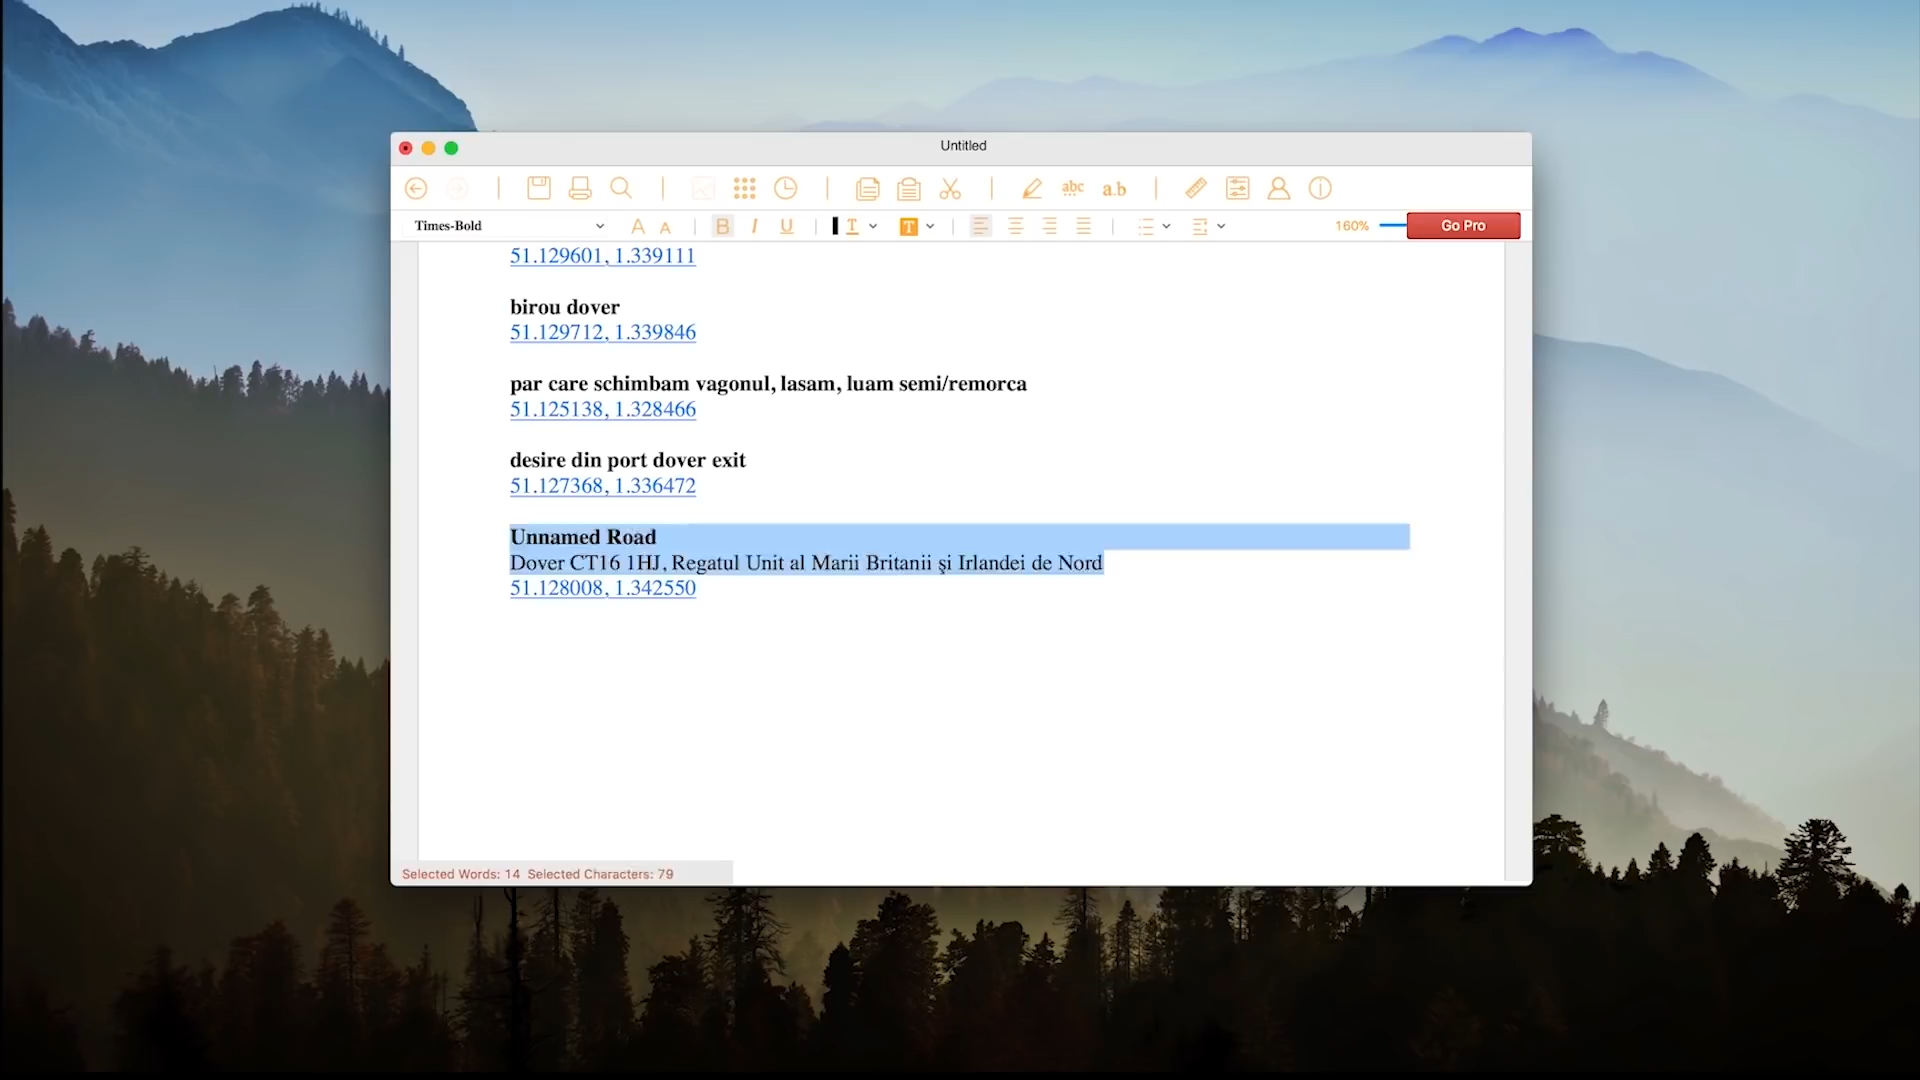 Untitled
abc
a.b
Times-Bold
A A
B I U
T
T
160%
Go Pro
51.129601, 1.339111
birou dover
51.129712, 1.339846
par care schimbam vagonul, lasam, luam semi/remorca
51.125138, 1.328466
desire din port dover exit
51.127368, 1.336472
Unnamed Road
Dover CT16 1HJ, Regatul Unit al Marii Britanii şi Irlandei de Nord
51.128008, 1.342550
Selected Words: 14 Selected Characters: 79